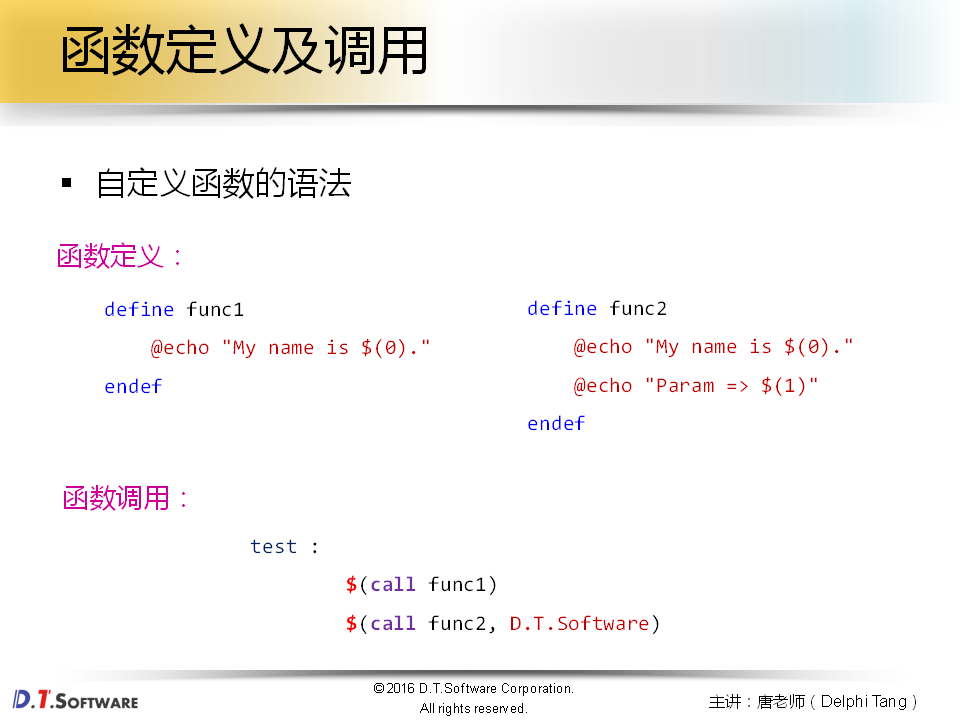 函数定义及调用
▪ 自定义函数的语法
函数定义：
define func1
@echo "My name is $(0)."
endef
define func2
@echo "My name is $(0)."
@echo "Param => $(1)"
endef
函数调用：
test :
$(call func1)
$(call func2, D.T.Software)
D.T.SOFTWARE
©2016 D.T.Software Corporation.
All rights reserved.
主讲：唐老师（Delphi Tang）